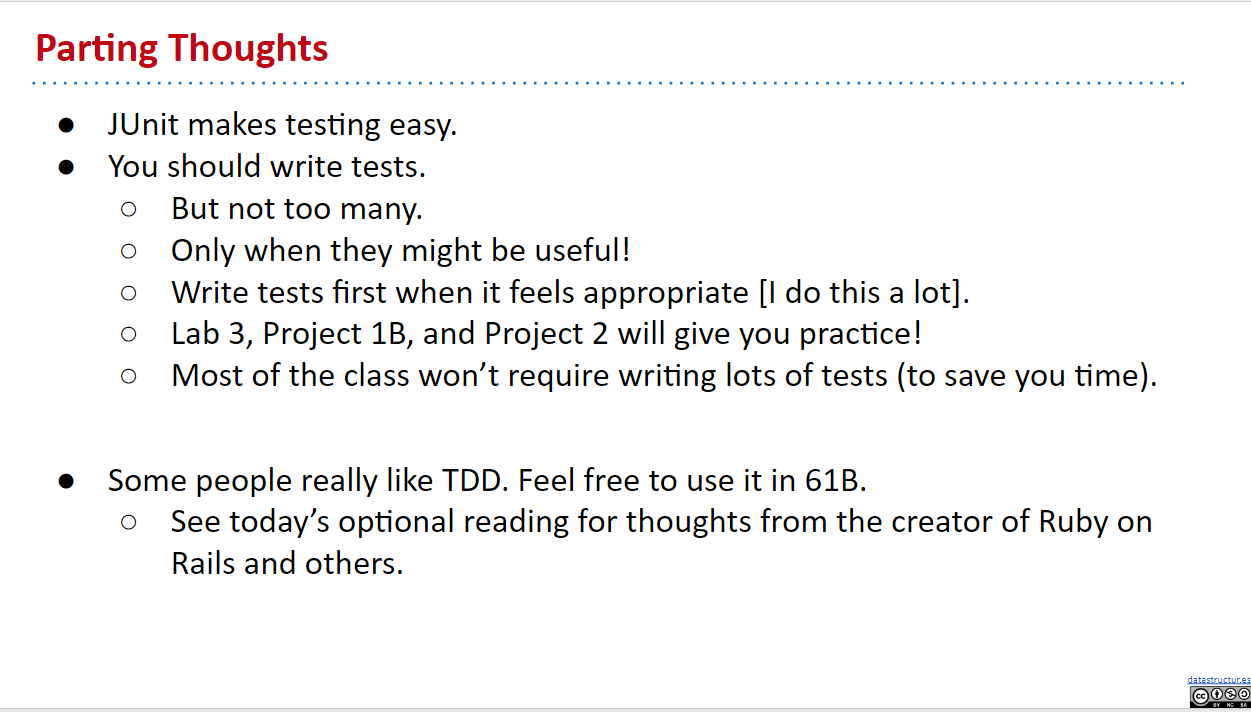 Parting Thoughts
● JUnit makes testing easy.
● You should write tests.
○ But not too many.
○ Only when they might be useful!
○ Write tests first when it feels appropriate [I do this a lot].
○ Lab 3, Project 1B, and Project 2 will give you practice!
○ Most of the class won’t require writing lots of tests (to save you time).
● Some people really like TDD. Feel free to use it in 61B.
○ See today’s optional reading for thoughts from the creator of Ruby on
Rails and others.
datastructur.es
cc
BY NC SA